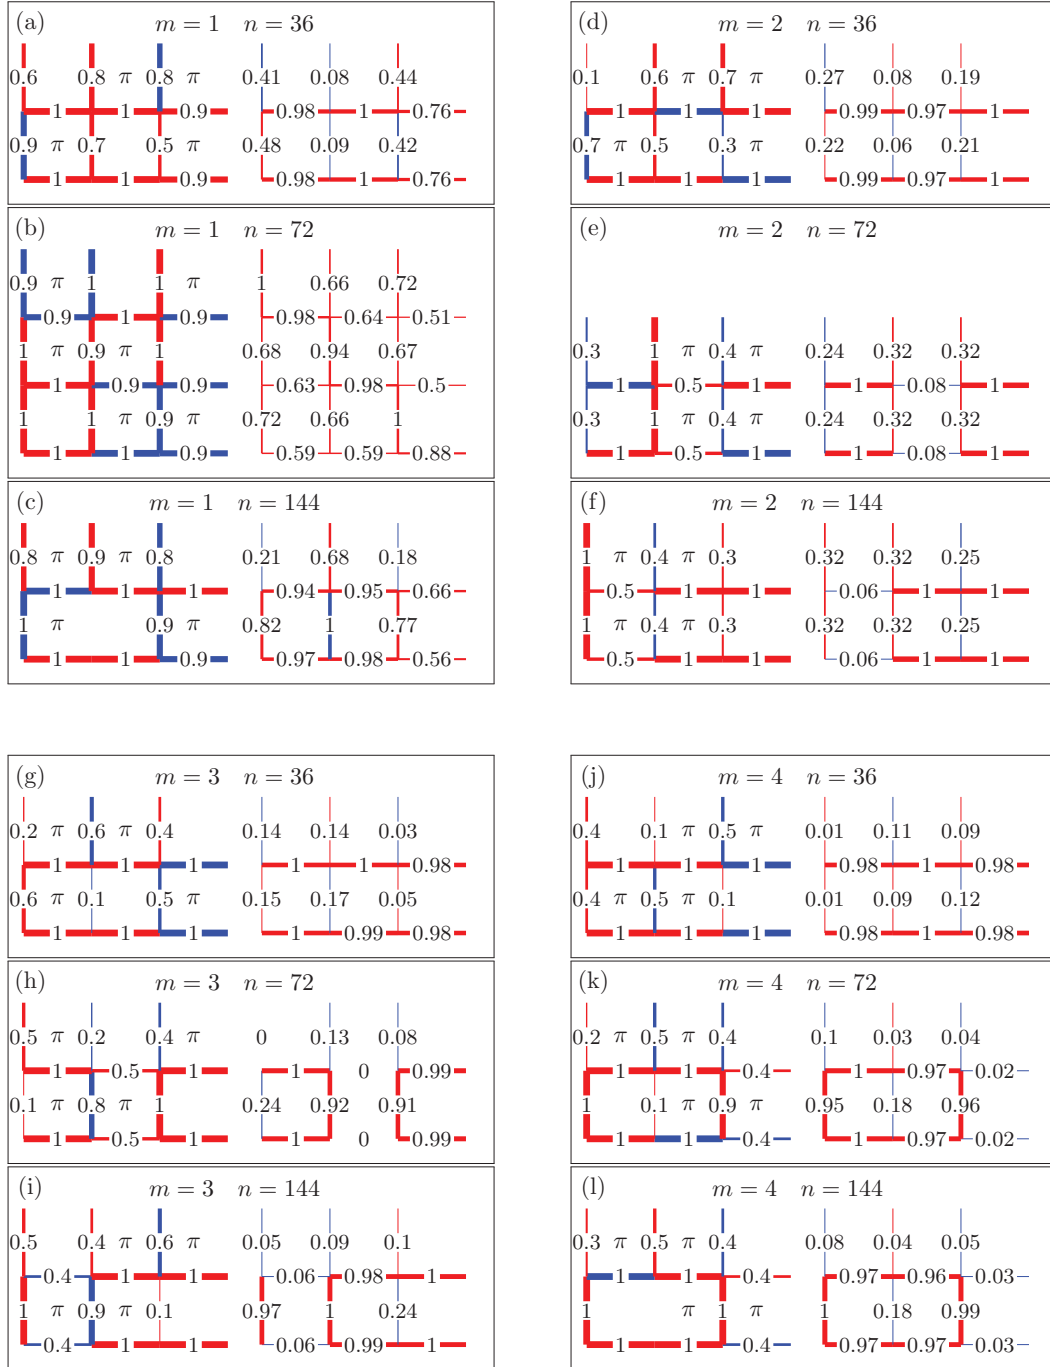 (a) m = 1 n = 36
0.6 0.8 π 0.8 π 0.41 0.08 0.44
1 1 0.9 0.98 1 0.76
0.9 π 0.7 0.5 π 0.48 0.09 0.42
1 1 0.9 0.98 1 0.76
(d) m = 2 n = 36
0.1 0.6 π 0.7 π 0.27 0.08 0.19
1 1 1 0.99 0.97 1
0.7 π 0.5 0.3 π 0.22 0.06 0.21
1 1 1 0.99 0.97 1
(b) m = 1 n = 72
0.9 π 1 1 π 1 0.66 0.72
0.9 1 0.9 0.98 0.64 0.51
1 π 0.9 π 1 0.68 0.94 0.67
1 0.9 0.9 0.63 0.98 0.5
1 1 π 0.9 π 0.72 0.66 1
1 1 0.9 0.59 0.59 0.88
(e) m = 2 n = 72
0.3 1 π 0.4 π 0.24 0.32 0.32
1 0.5 1 1 0.08 1
0.3 1 π 0.4 π 0.24 0.32 0.32
1 0.5 1 1 0.08 1
(c) m = 1 n = 144
0.8 π 0.9 π 0.8 0.21 0.68 0.18
1 1 1 0.94 0.95 0.66
1 π 0.9 π 0.82 1 0.77
1 1 0.9 0.97 0.98 0.56
(f) m = 2 n = 144
1 π 0.4 π 0.3 0.32 0.32 0.25
0.5 1 1 0.06 1 1
1 π 0.4 π 0.3 0.32 0.32 0.25
0.5 1 1 0.06 1 1
(g) m = 3 n = 36
0.2 π 0.6 π 0.4 0.14 0.14 0.03
1 1 1 1 1 0.98
0.6 π 0.1 0.5 π 0.15 0.17 0.05
1 1 1 1 0.99 0.98
(j) m = 4 n = 36
0.4 0.1 π 0.5 π 0.01 0.11 0.09
1 1 1 0.98 1 0.98
0.4 π 0.5 π 0.1 0.01 0.09 0.12
1 1 1 0.98 1 0.98
(h) m = 3 n = 72
0.5 π 0.2 0.4 π 0 0.13 0.08
1 0.5 1 1 0 0.99
0.1 π 0.8 π 1 0.24 0.92 0.91
1 0.5 1 1 0 0.99
(k) m = 4 n = 72
0.2 π 0.5 π 0.4 0.1 0.03 0.04
1 1 0.4 1 0.97 0.02
1 0.1 π 0.9 π 0.95 0.18 0.96
1 1 0.4 1 0.97 0.02
(i) m = 3 n = 144
0.5 0.4 π 0.6 π 0.05 0.09 0.1
0.4 1 1 0.06 0.98 1
1 π 0.9 π 0.1 0.97 1 0.24
0.4 1 1 0.06 0.99 1
(l) m = 4 n = 144
0.3 π 0.5 π 0.4 0.08 0.04 0.05
1 1 0.4 0.97 0.96 0.03
1 π 1 π 1 0.18 0.99
1 1 0.4 0.97 0.97 0.03